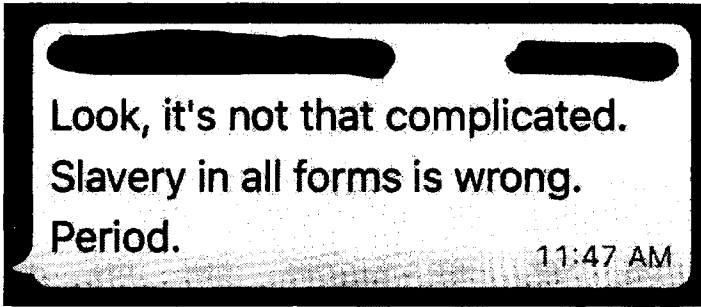 Look, it's not that complicated.
Slavery in all forms is wrong.
Period.
11:47 AM